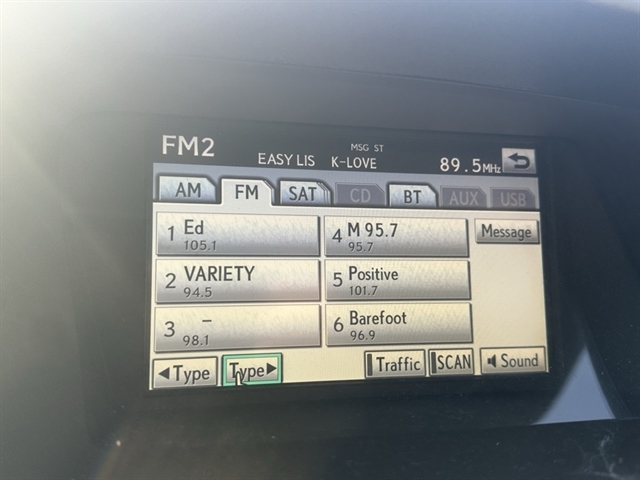 FM2
MSG ST
EASY LIS K-LOVE 89.5MHz
AM FM SAT CD BT AUX USB
1 Ed
105.1
4 M 95.7
95.7
Message
2 VARIETY
94.5
5 Positive
101.7
3 -
98.1
6 Barefoot
96.9
◀Type Type▶ Traffic SCAN Sound